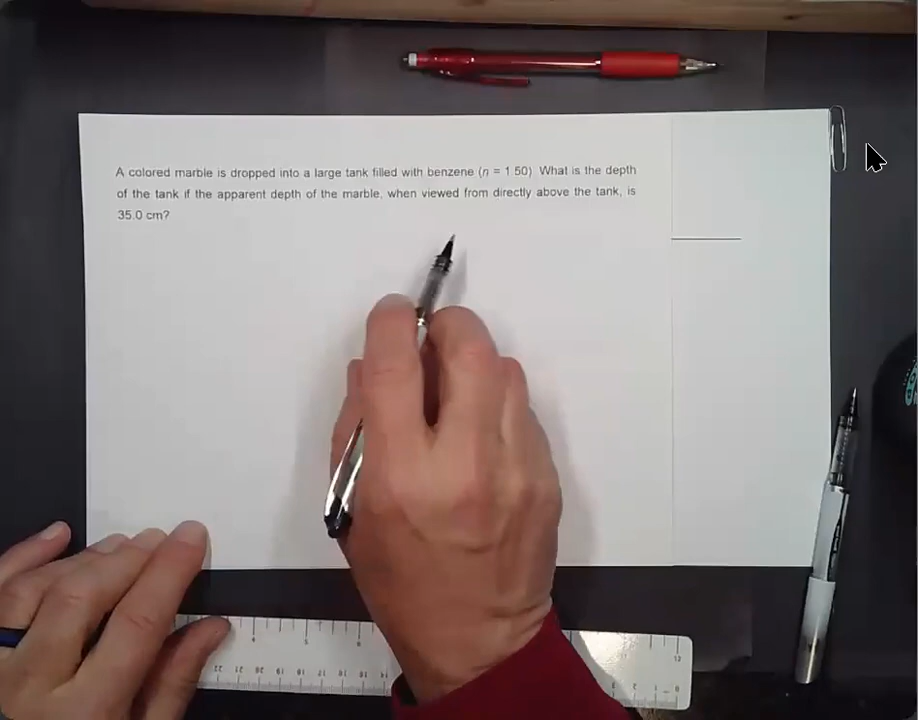 A colored marble is dropped into a large tank filled with benzene (n = 1.50) What is the depth
of the tank if the apparent depth of the marble, when viewed from directly above the tank, is
35.0 cm?